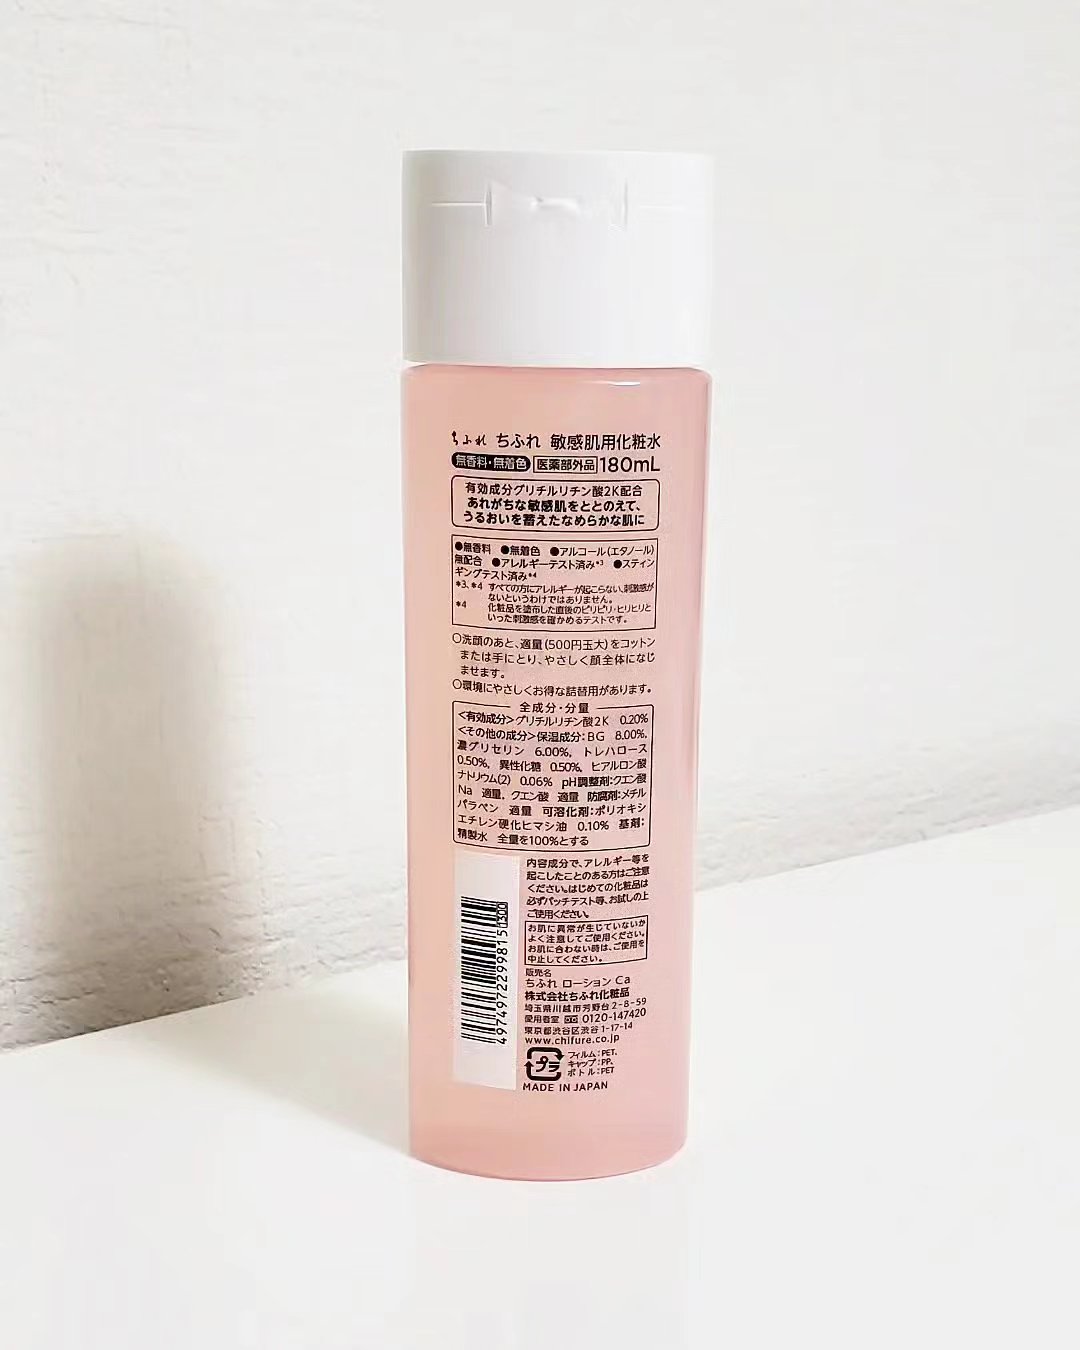 ちふれ ちふれ 敏感肌用化粧水
無香料・無着色 医薬部外品 180mL
有効成分グリチルリチン酸2K配合
あれがちな敏感肌をととのえて、
うるおいを蓄えたなめらかな肌に
●無香料 ●無着色 ●アルコール(エタノール)
無配合 ●アレルギーテスト済み*3 ●スティン
ギングテスト済み*4
*3、*4 すべての方にアレルギーが起こらない、刺激感が
ないというわけではありません。
*4 化粧品を塗布した直後のピリピリ・ヒリヒリと
いった刺激感を確かめるテストです。
○洗顔のあと、適量(500円玉大)をコットン
または手にとり、やさしく顔全体になじ
ませます。
○環境にやさしくお得な詰替用があります。
全成分・分量
<有効成分>グリチルリチン酸2K 0.20%
<その他の成分>保湿成分:BG 8.00%,
濃グリセリン 6.00%, トレハロース
0.50%, 異性化糖 0.50%, ヒアルロン酸
ナトリウム(2) 0.06% pH調整剤:クエン酸
Na 適量, クエン酸 適量 防腐剤:メチル
パラベン 適量 可溶化剤:ポリオキシ
エチレン硬化ヒマシ油 0.10% 基剤:
精製水 全量を100%とする
内容成分で、アレルギー等を
起こしたことのある方はご注意
ください。はじめての化粧品は
必ずパッチテスト等、お試しの上
ご使用ください。
お肌に異常が生じていないか
よく注意してご使用ください。
お肌に合わない時は、ご使用を
中止してください。
販売名
ちふれ ローション Ca
株式会社ちふれ化粧品
埼玉県川越市芳野台2-8-59
愛用者室 0120-147420
東京都渋谷区渋谷1-17-14
www.chifure.co.jp
プラ
フィルム:PET、
キャップ:PP、
ボトル:PET
MADE IN JAPAN
4974972299815
1300